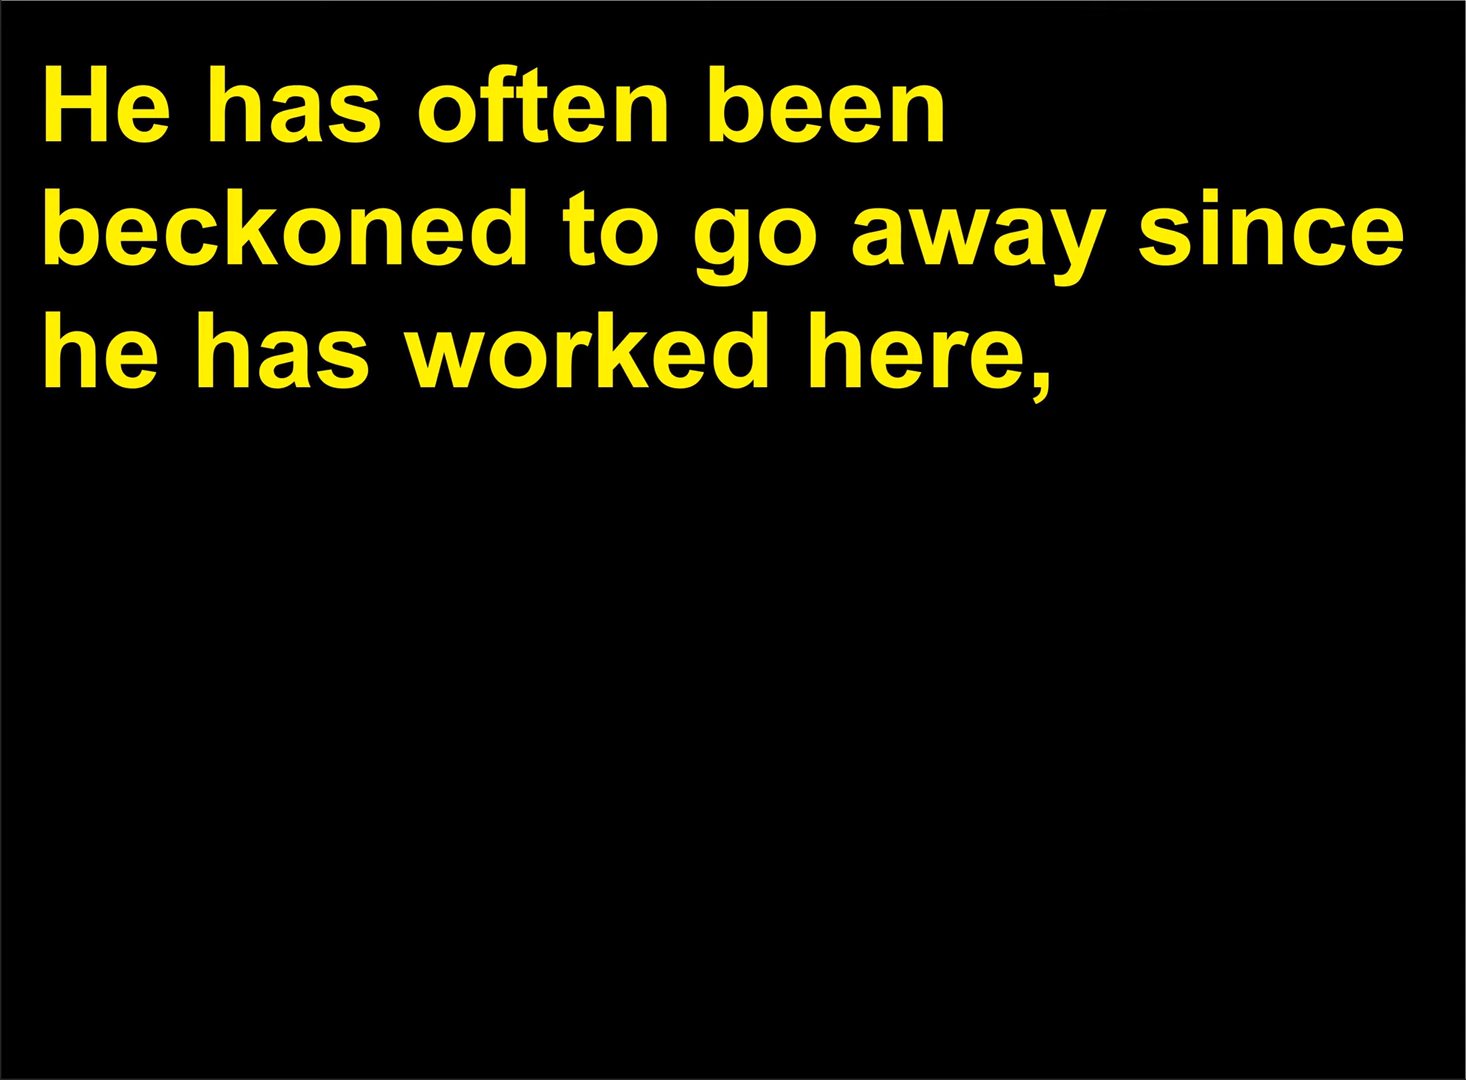 He has often been
beckoned to go away since
he has worked here,